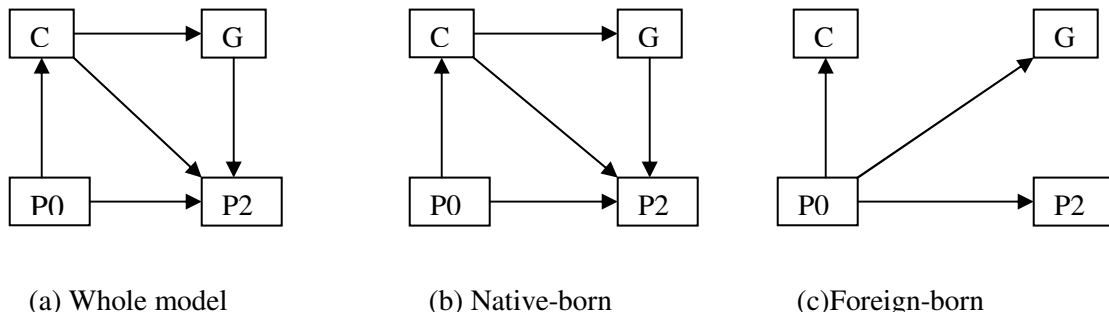 C G C G C G
P0 P2 P0 P2 P0 P2
(a) Whole model (b) Native-born (c)Foreign-born